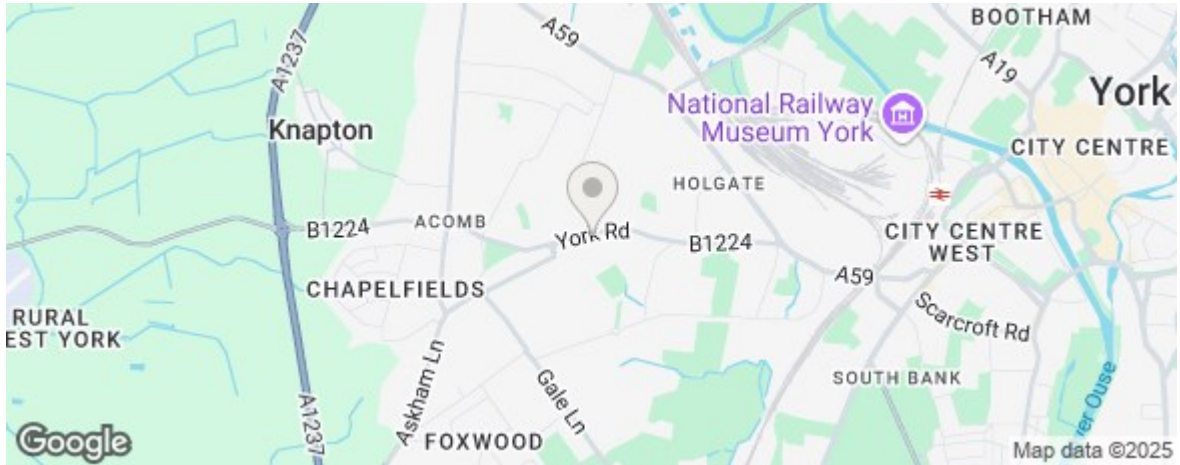 BOOTHAM
A59
A1237
A19
York
National Railway
Museum York
Knapton
CITY CENTRE
HOLGATE
ACOMB
B1224
York Rd
B1224
CITY CENTRE
WEST
A59
CHAPELFIELDS
RURAL
EST YORK
Scarcroft Rd
Askham Ln
Gale Ln
SOUTH BANK
er Ouse
A1237
FOXWOOD
Google
Map data ©2025